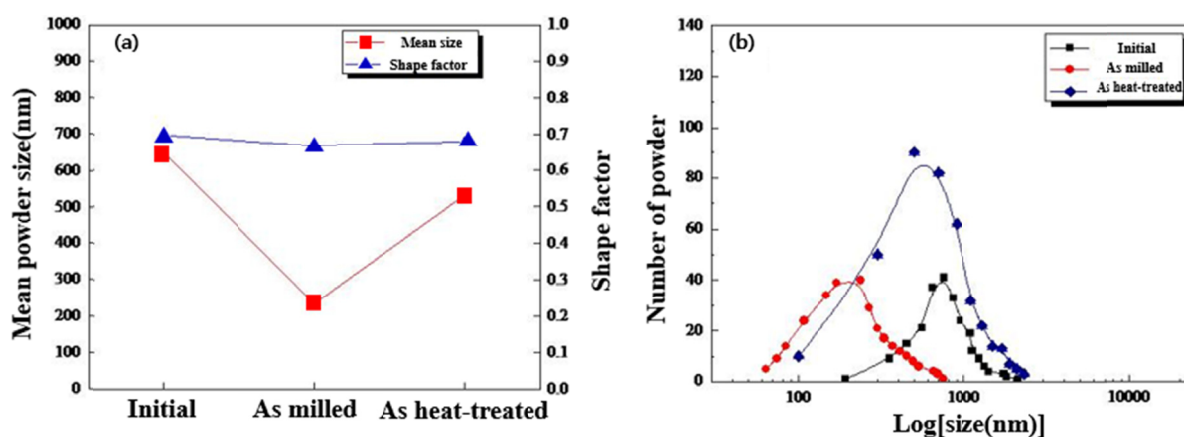 (a)
Mean size
Shape factor
Mean powder size(nm)
1000
900
800
700
600
500
400
300
200
100
0
1.0
0.9
0.8
0.7
0.6
0.5
0.4
0.3
0.2
0.1
0.0
Shape factor
Initial
As milled
As heat-treated
(b)
Initial
As milled
As heat-treated
Number of powder
140
120
100
80
60
40
20
0
100
1000
10000
Log[size(nm)]